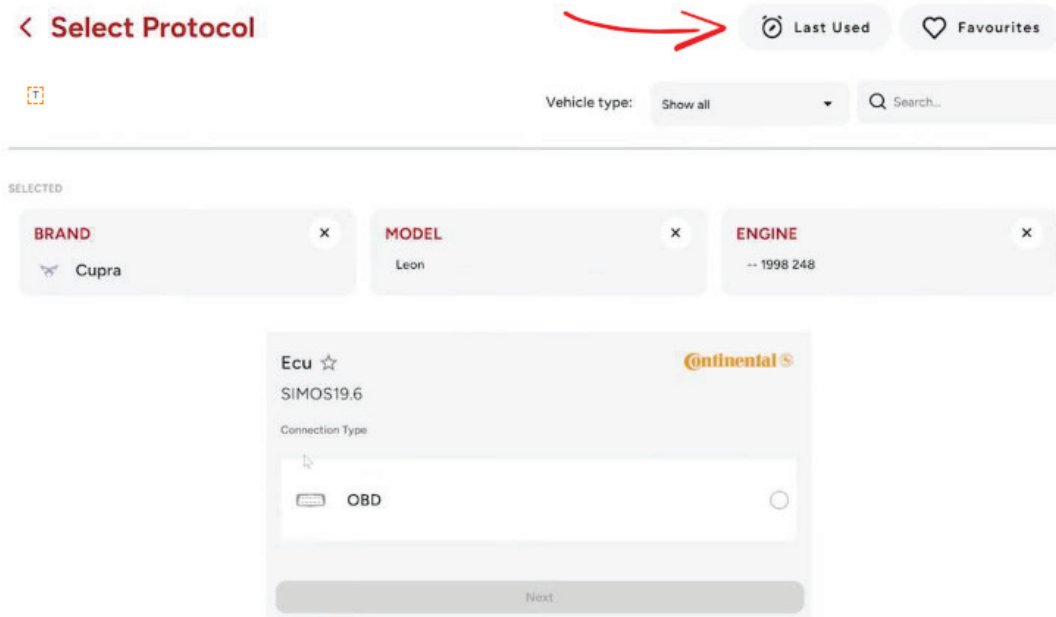 Select Protocol
Last Used
Favourites
T
Vehicle type:
Show all
Search...
SELECTED
BRAND
Cupra
MODEL
Leon
ENGINE
-- 1998 248
Ecu
Continental
SIMOS19.6
Connection Type
OBD
Next